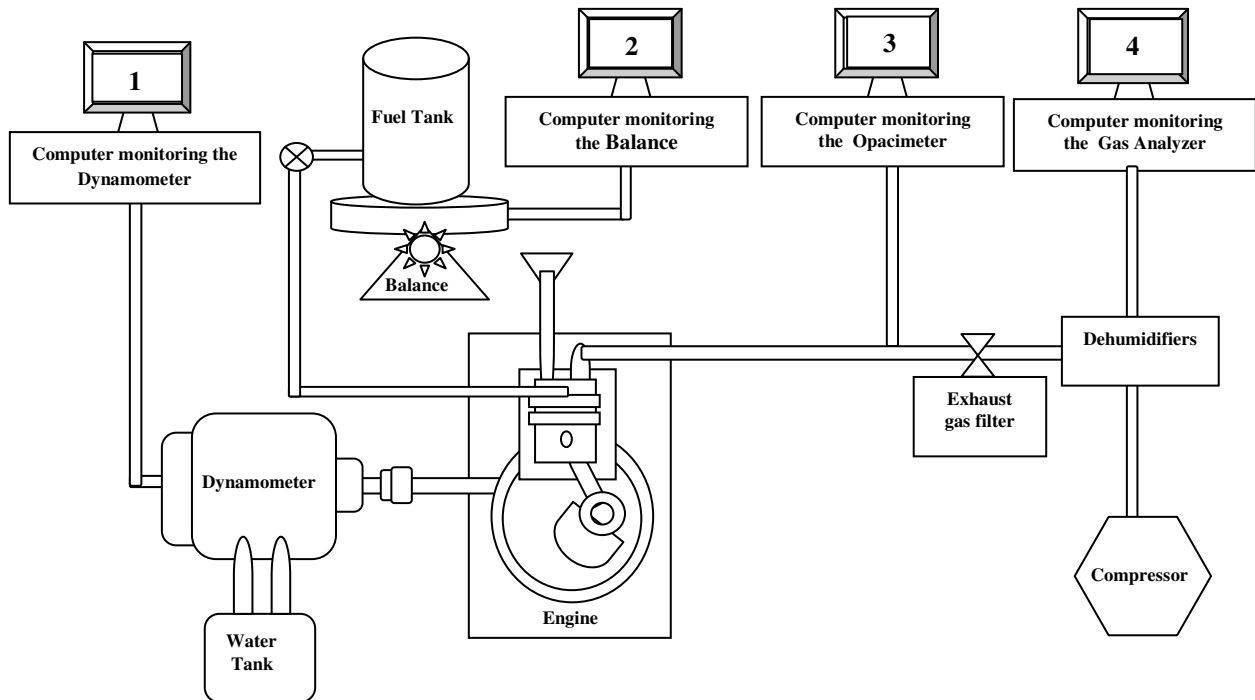 1
2
3
4
Computer monitoring the
Dynamometer
Fuel Tank
Computer monitoring
the Balance
Computer monitoring
the Opacimeter
Computer monitoring
the Gas Analyzer
Balance
Dehumidifiers
Exhaust
gas filter
Dynamometer
Engine
Compressor
Water
Tank